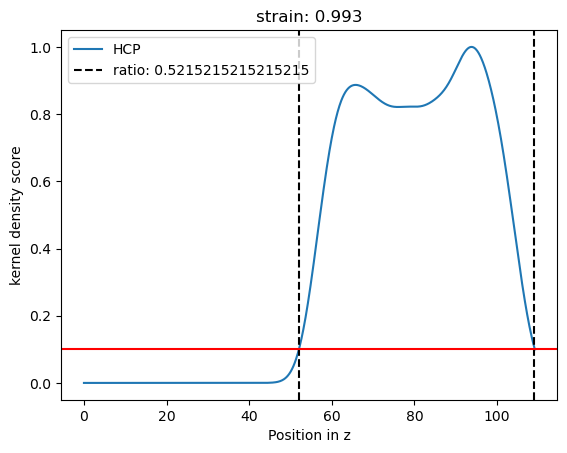 strain: 0.993
HCP
ratio: 0.5215215215215215
kernel density score
1.0
0.8
0.6
0.4
0.2
0.0
0 20 40 60 80 100
Position in z